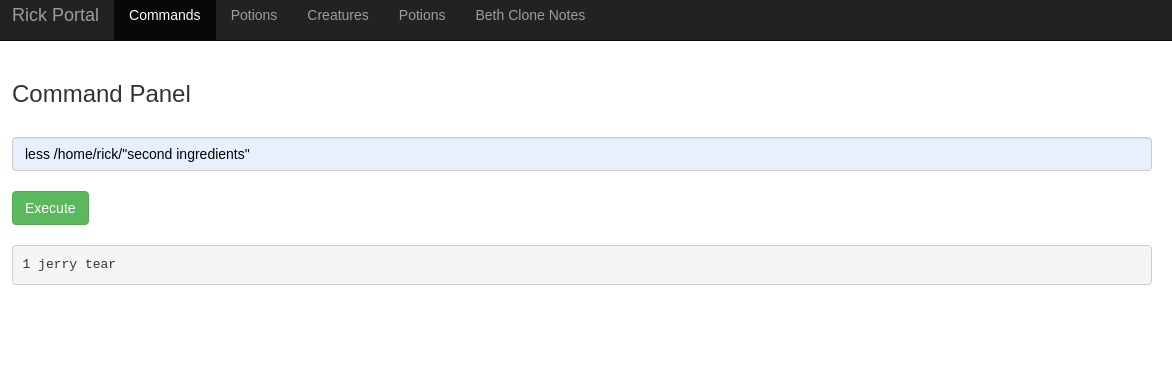 Rick Portal Commands Potions Creatures Potions Beth Clone Notes
Command Panel
less /home/rick/"second ingredients"
Execute
1 jerry tear